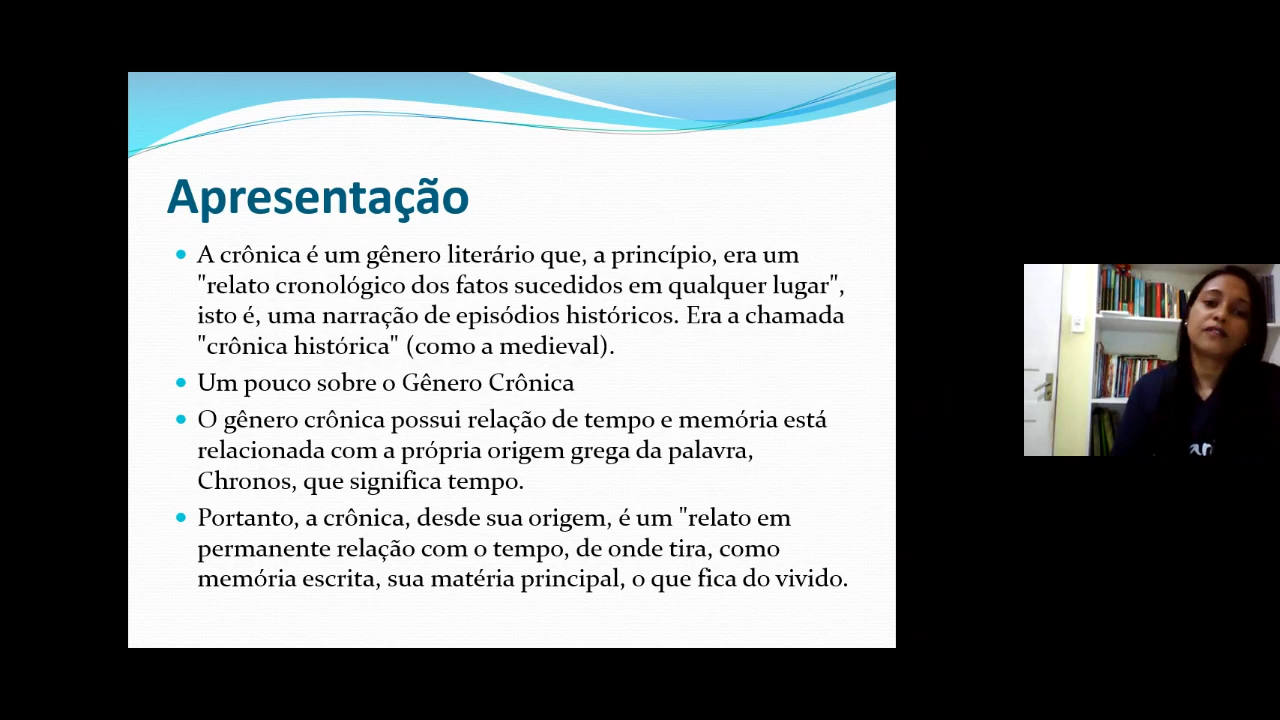 Apresentação
A crônica é um gênero literário que, a princípio, era um
"relato cronológico dos fatos sucedidos em qualquer lugar",
isto é, uma narração de episódios históricos. Era a chamada
"crônica histórica" (como a medieval).
Um pouco sobre o Gênero Crônica
O gênero crônica possui relação de tempo e memória está
relacionada com a própria origem grega da palavra,
Chronos, que significa tempo.
Portanto, a crônica, desde sua origem, é um "relato em
permanente relação com o tempo, de onde tira, como
memória escrita, sua matéria principal, o que fica do vivido.